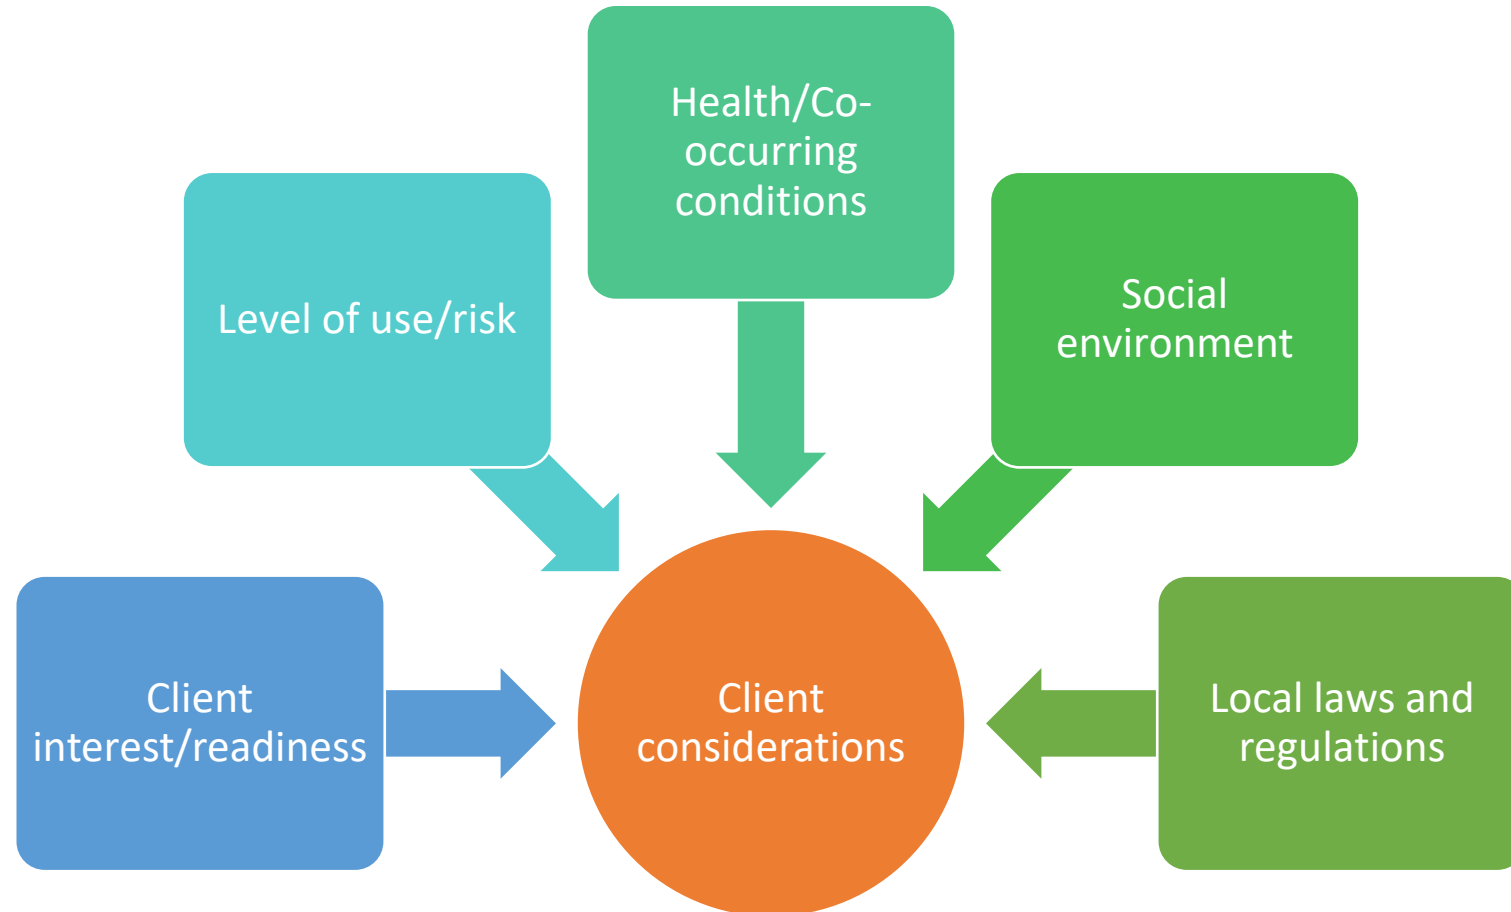 Health/Co-
occurring
conditions
Level of use/risk
Social
environment
Client
interest/readiness
Client
considerations
Local laws and
regulations